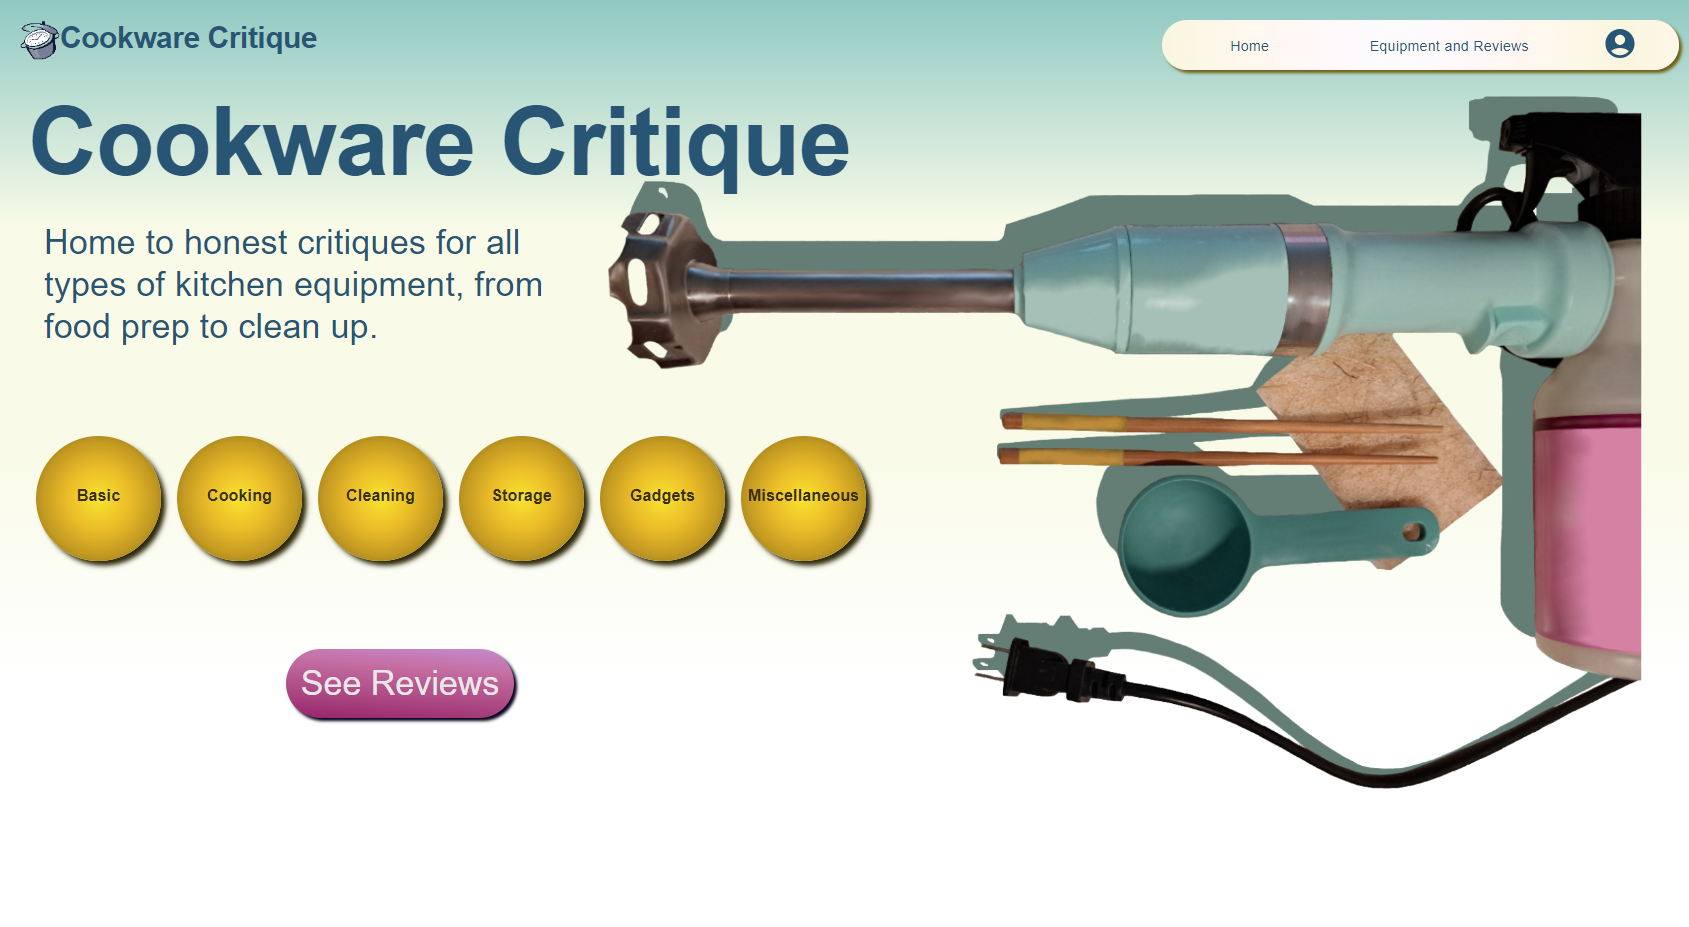 Cookware Critique
Home
Equipment and Reviews
Cookware Critique
Home to honest critiques for all
types of kitchen equipment, from
food prep to clean up.
Basic
Cooking
Cleaning
Storage
Gadgets
Miscellaneous
See Reviews